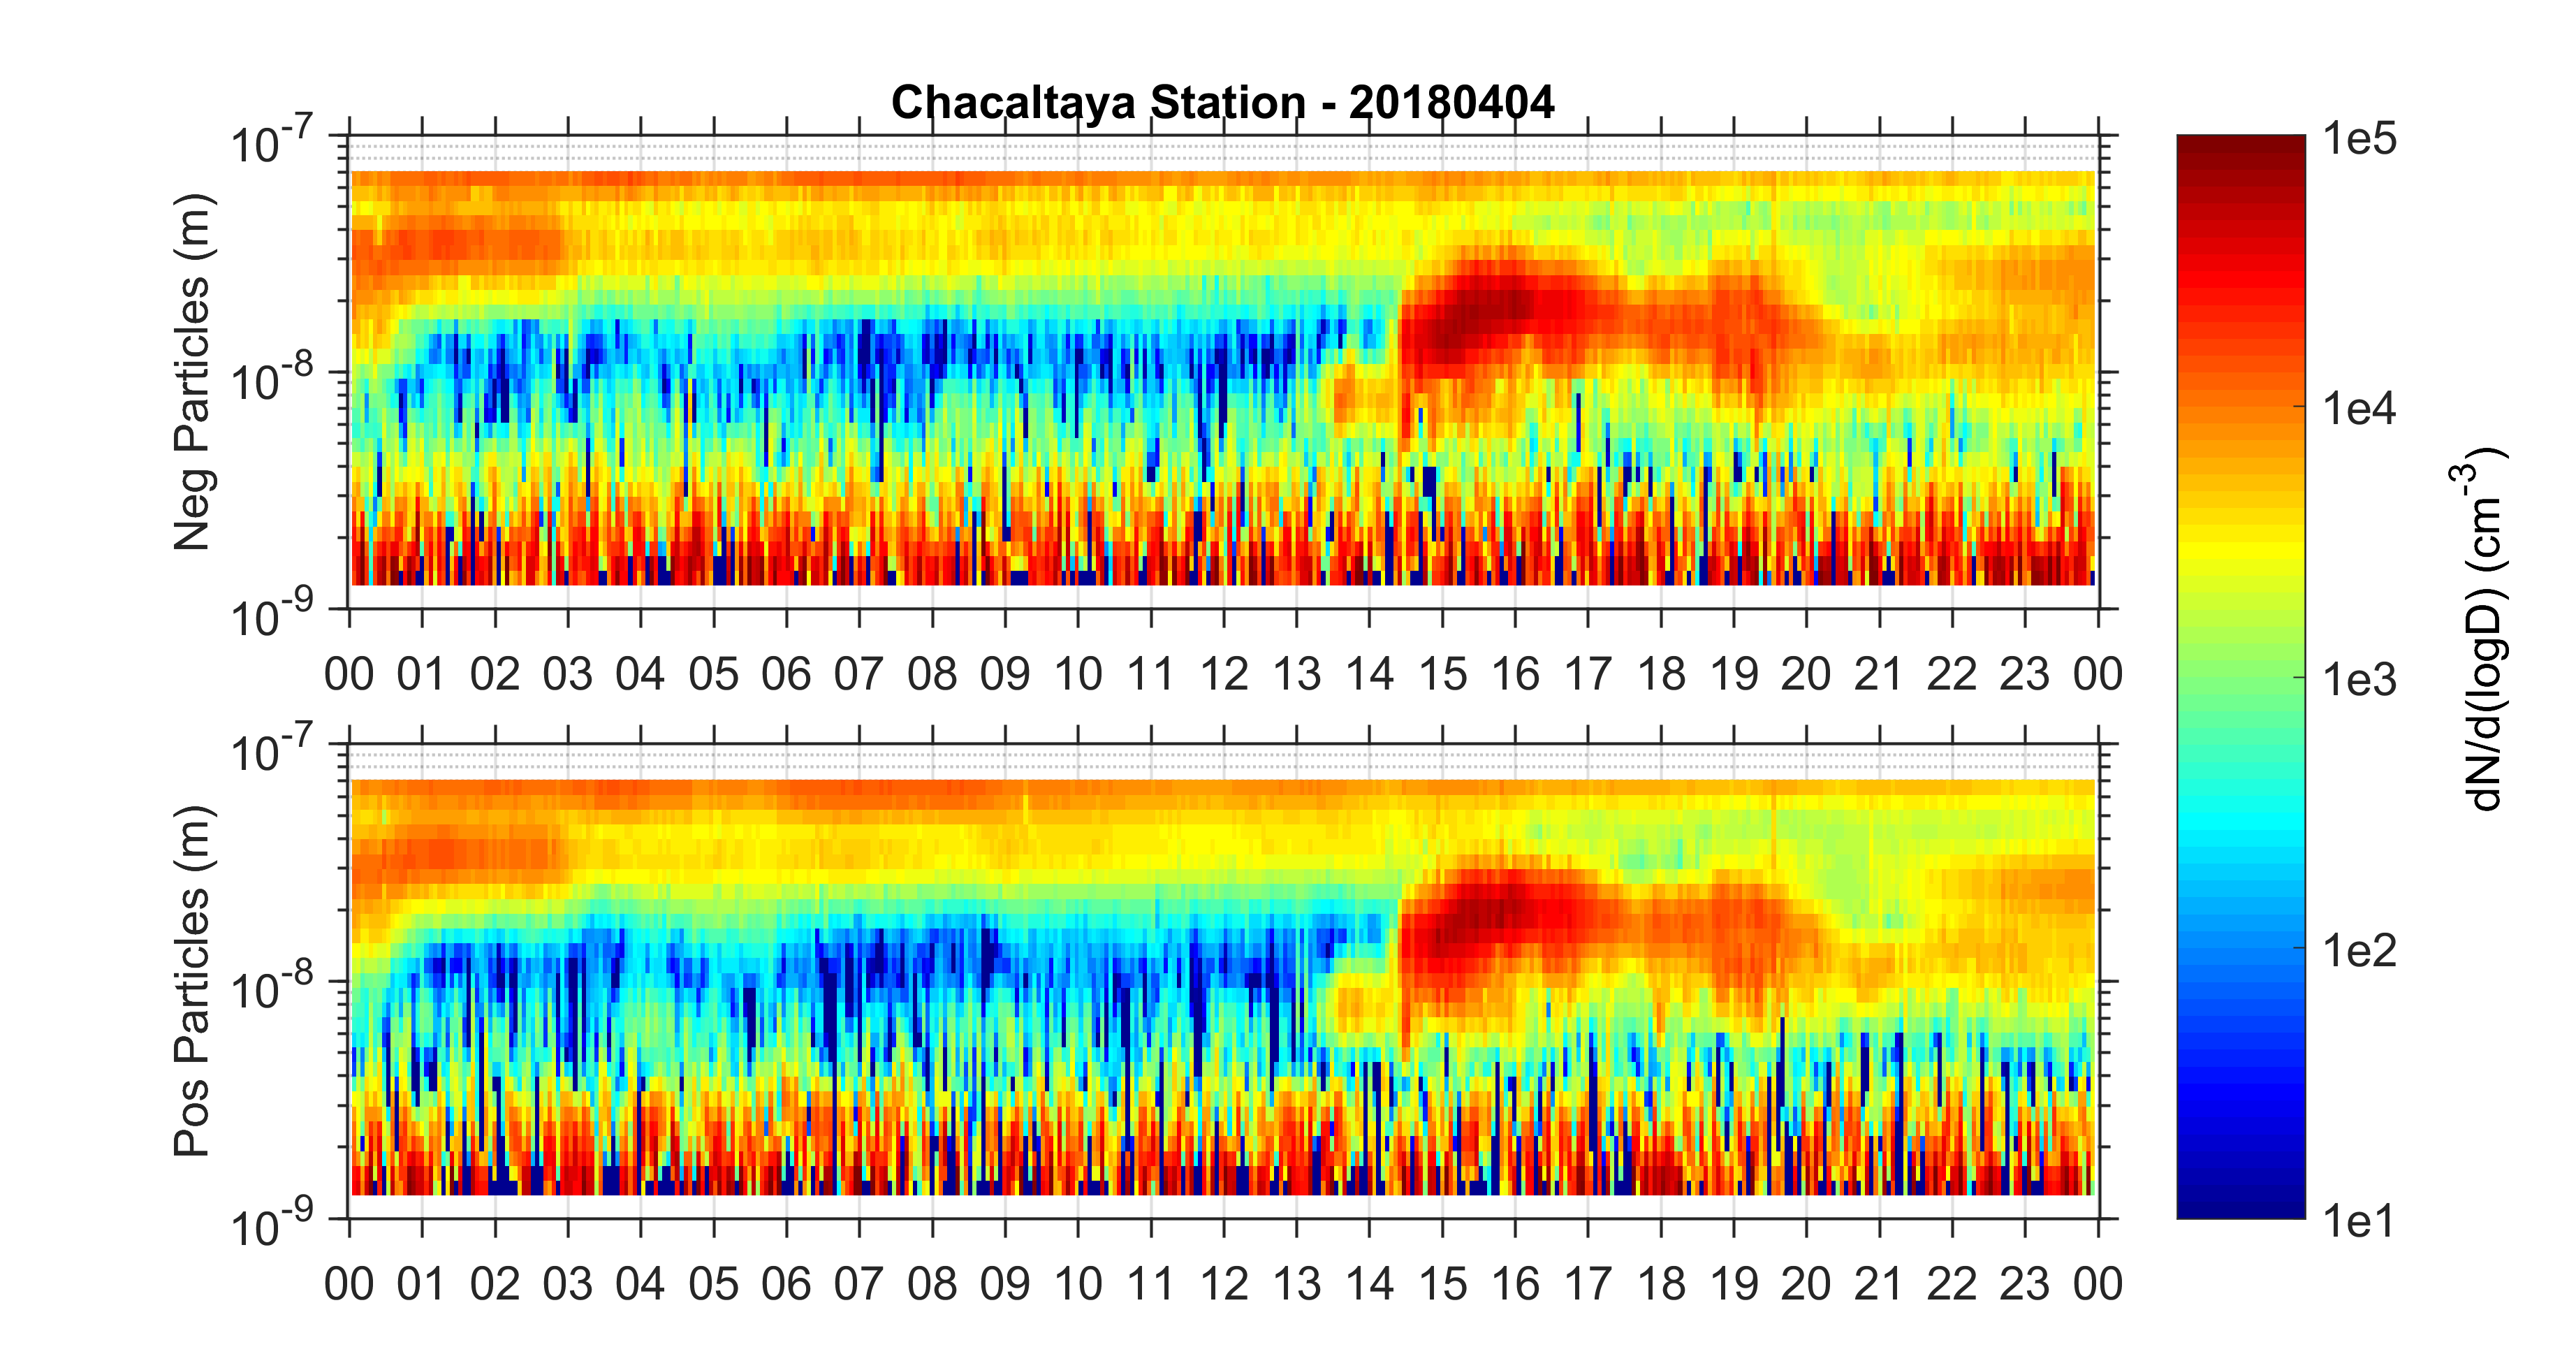 Chacaltaya Station - 20180404
Neg Particles (m)
10-7
10-8
10-9
00 01 02 03 04 05 06 07 08 09 10 11 12 13 14 15 16 17 18 19 20 21 22 23 00
Pos Particles (m)
10-7
10-8
10-9
00 01 02 03 04 05 06 07 08 09 10 11 12 13 14 15 16 17 18 19 20 21 22 23 00
1e5
1e4
1e3
1e2
1e1
dN/d(logD) (cm-3)